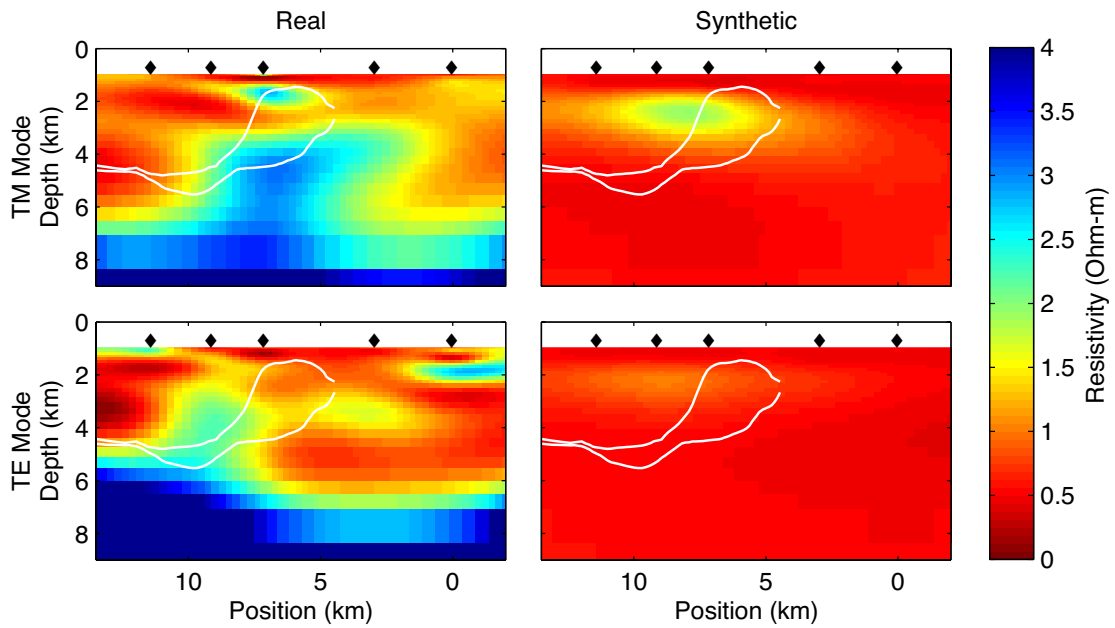 Real
Synthetic
TM Mode
Depth (km)
0
2
4
6
8
TE Mode
Depth (km)
0
2
4
6
8
10
5
0
Position (km)
10
5
0
Position (km)
4
3.5
3
2.5
2
1.5
1
0.5
0
Resistivity (Ohm-m)